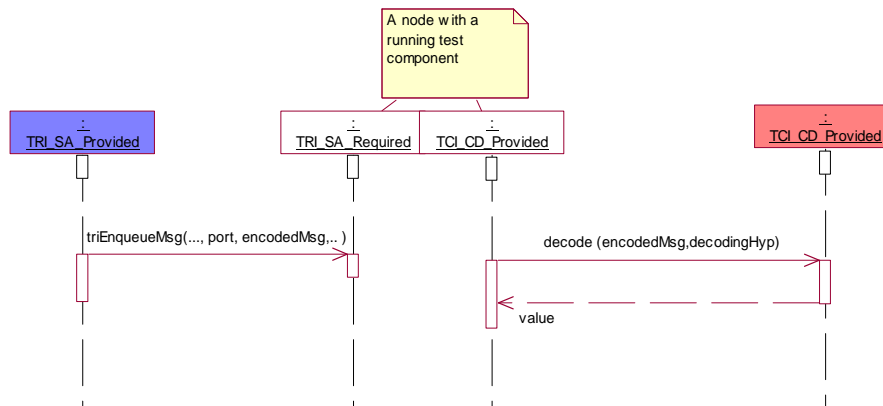 A node with a
running test
component
:
TRI_SA_Provided
:
TRI_SA_Required
:
TCI_CD_Provided
:
TCI_CD_Provided
triEnqueueMsg(..., port, encodedMsg,.. )
decode (encodedMsg,decodingHyp)
value